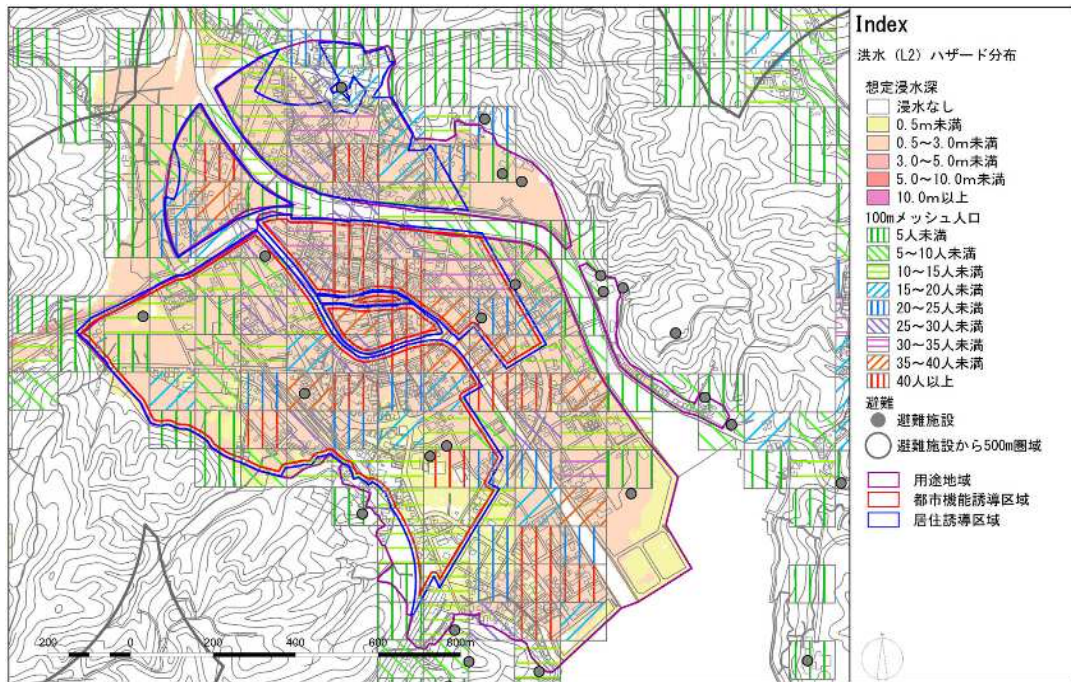 Index
洪水(L2)ハザード分布
想定浸水深
浸水なし
0.5m未満
0.5~3.0m未満
3.0~5.0m未満
5.0~10.0m未満
10.0m以上
100mメッシュ人口
5人未満
5~10人未満
10~15人未満
15~20人未満
20~25人未満
25~30人未満
30~35人未満
35~40人未満
40人以上
避難
避難施設
避難施設から500m圏域
用途地域
都市機能誘導区域
居住誘導区域
200 0 200 400 600 800m